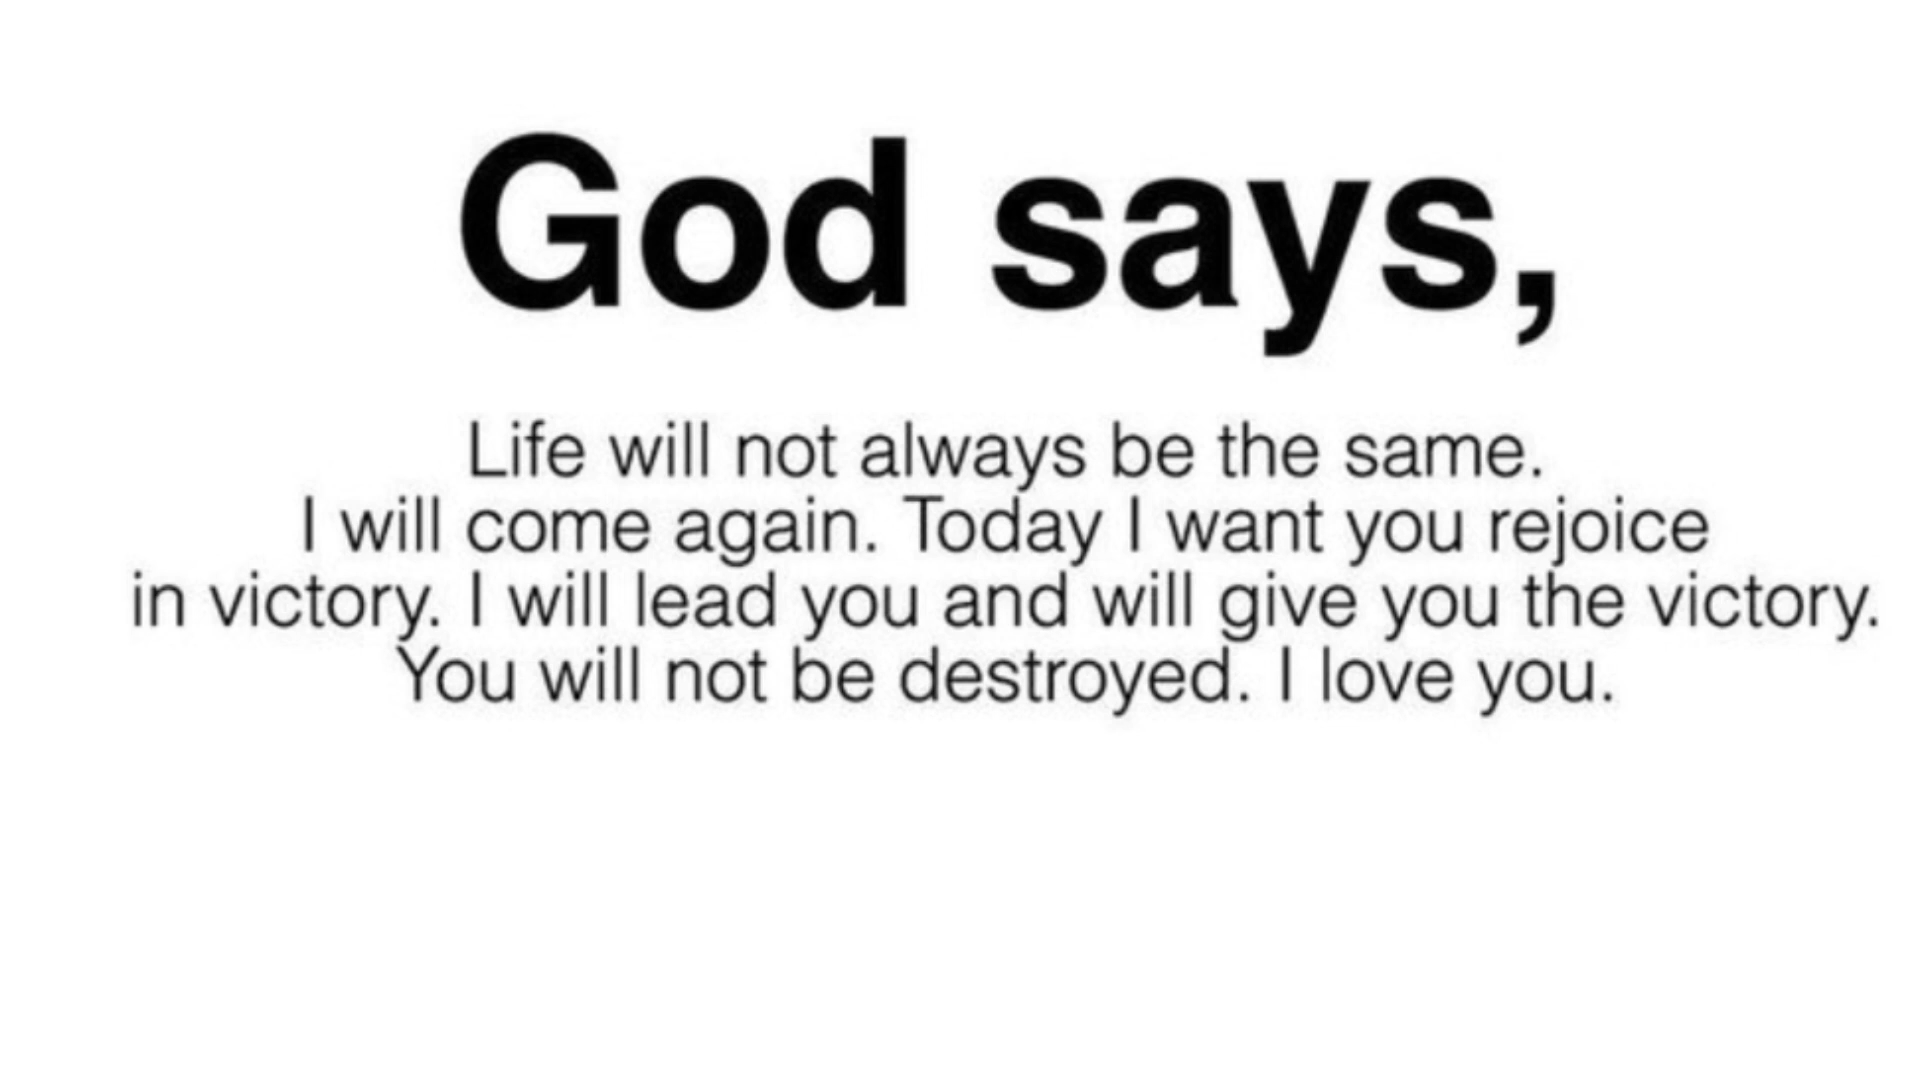 God says,
Life will not always be the same.
I will come again. Today I want you rejoice
in victory. I will lead you and will give you the victory.
You will not be destroyed. I love you.